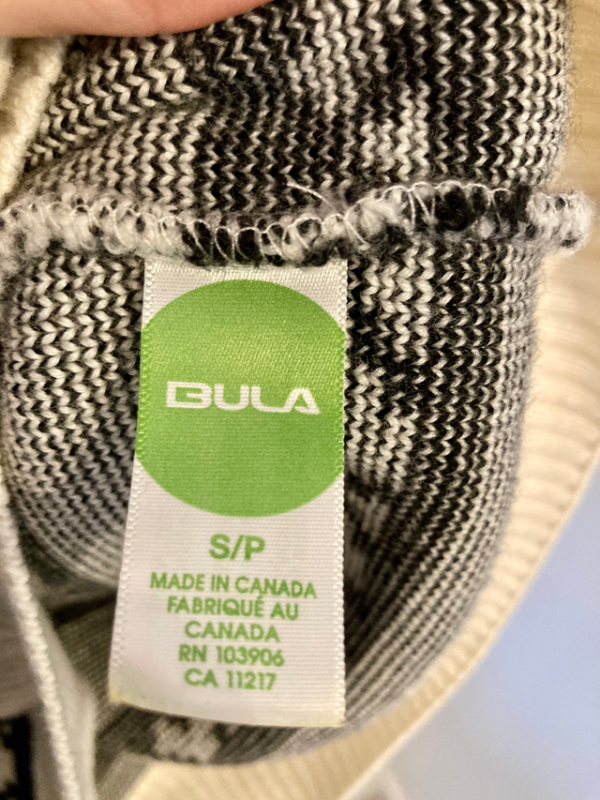 BULA
S/P
MADE IN CANADA
FABRIQUÉ AU
CANADA
RN 103906
CA 11217